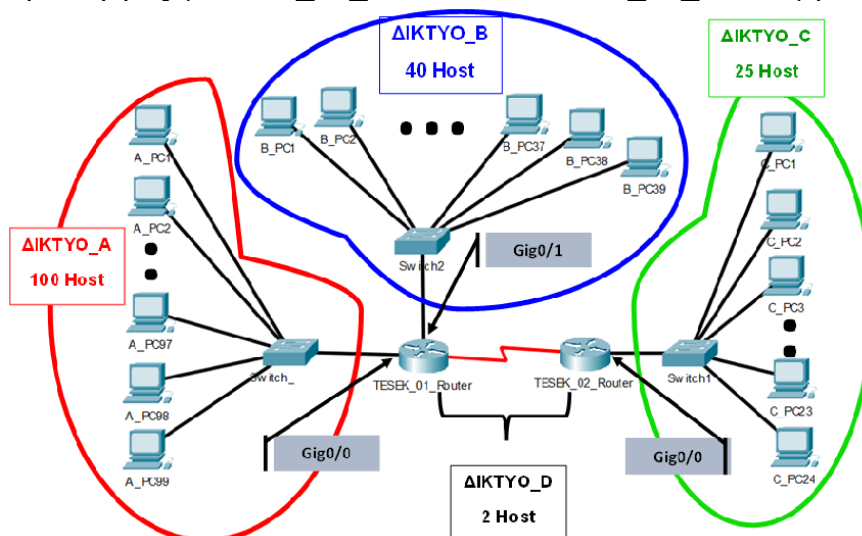 ΔΙΚΤΥΟ_B
40 Host
ΔΙΚΤΥΟ_C
25 Host
A_PC1
B_PC1
B_PC2
B_PC37
B_PC38
B_PC39
C_PC1
A_PC2
C_PC2
ΔΙΚΤΥΟ_A
100 Host
Switch2
Gig0/1
C_PC3
A_PC97
Switch_
TESEK_01_Router
TESEK_02_Router
Switch1
A_PC98
C_PC23
Gig0/0
Gig0/0
A_PC99
C_PC24
ΔΙΚΤΥΟ_D
2 Host